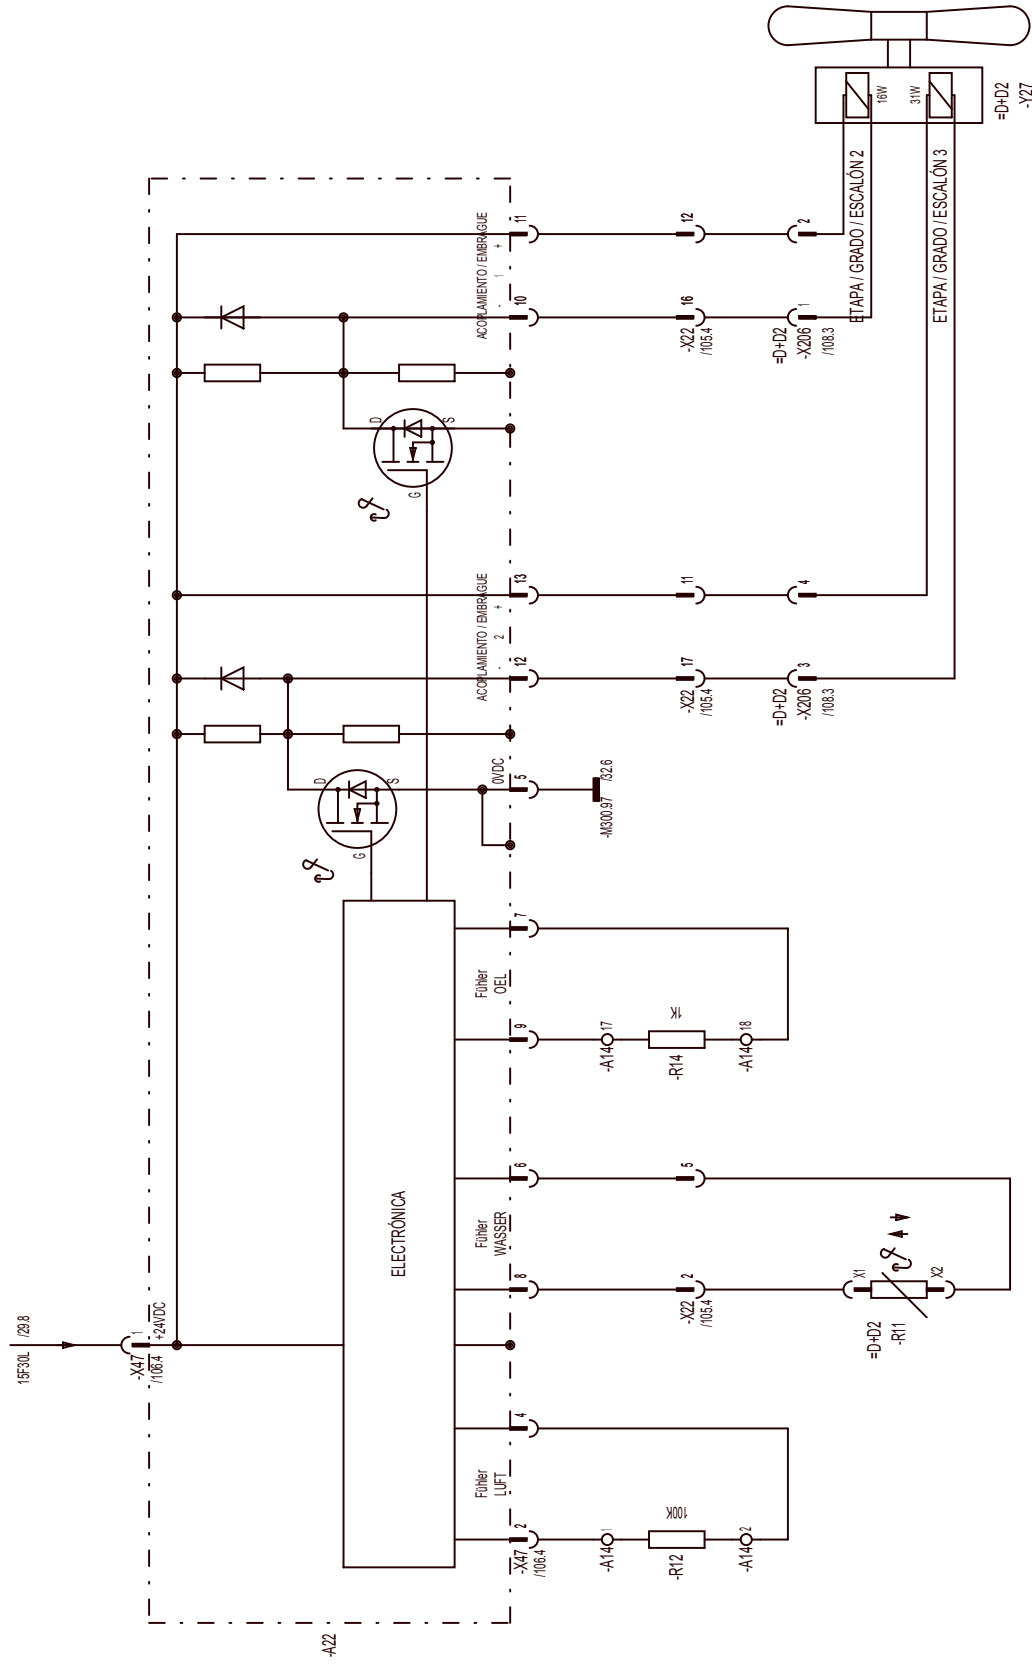 15F30L /29.8
-X47 1
/106.4
+24VDC
-A22
ELECTRÓNICA
-X47 2
/106.4
Fühler
LUFT
4
8
Fühler
WASSER
6
9
Fühler
OEL
7
0VDC
5
-M300.97 /32.6
12
ACOPLAMIENTO / EMBRAGUE
- 2 +
13
10
ACOPLAMIENTO / EMBRAGUE
- 1 +
11
G
D
S
G
D
S
-A14 1
-R12
100K
-A14 2
-X22 2
/105.4
5
=D+D2
-R11
X1
X2
-A14 17
-R14
1K
-A14 18
-X22 17
/105.4
11
-X22 16
/105.4
12
=D+D2
-X206 3
/108.3
4
=D+D2
-X206 1
/108.3
2
ETAPA / GRADO / ESCALÓN 2
ETAPA / GRADO / ESCALÓN 3
16W
31W
=D+D2
-Y27